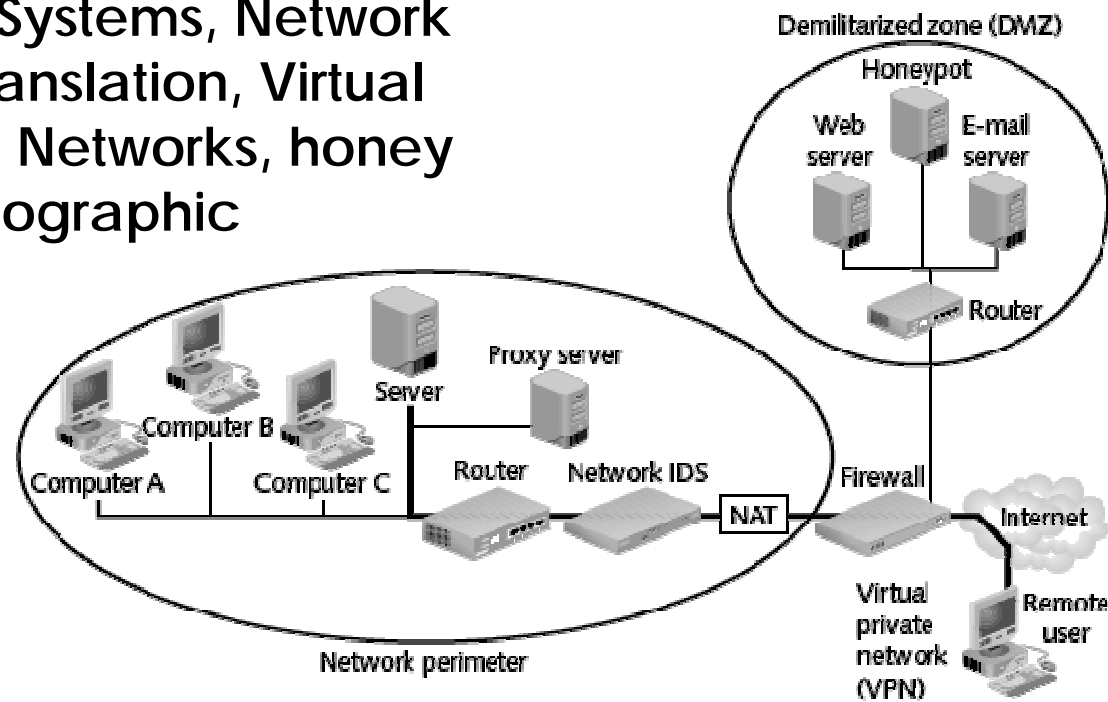 Systems, Network
anslation, Virtual
Networks, honey
ographic
Demilitarized zone (DMZ)
Honeypot
Web
server
E-mail
server
Router
Proxy server
Server
Computer B
Computer A
Computer C
Router
Network IDS
NAT
Firewall
Internet
Virtual
private
network
(VPN)
Remote
user
Network perimeter